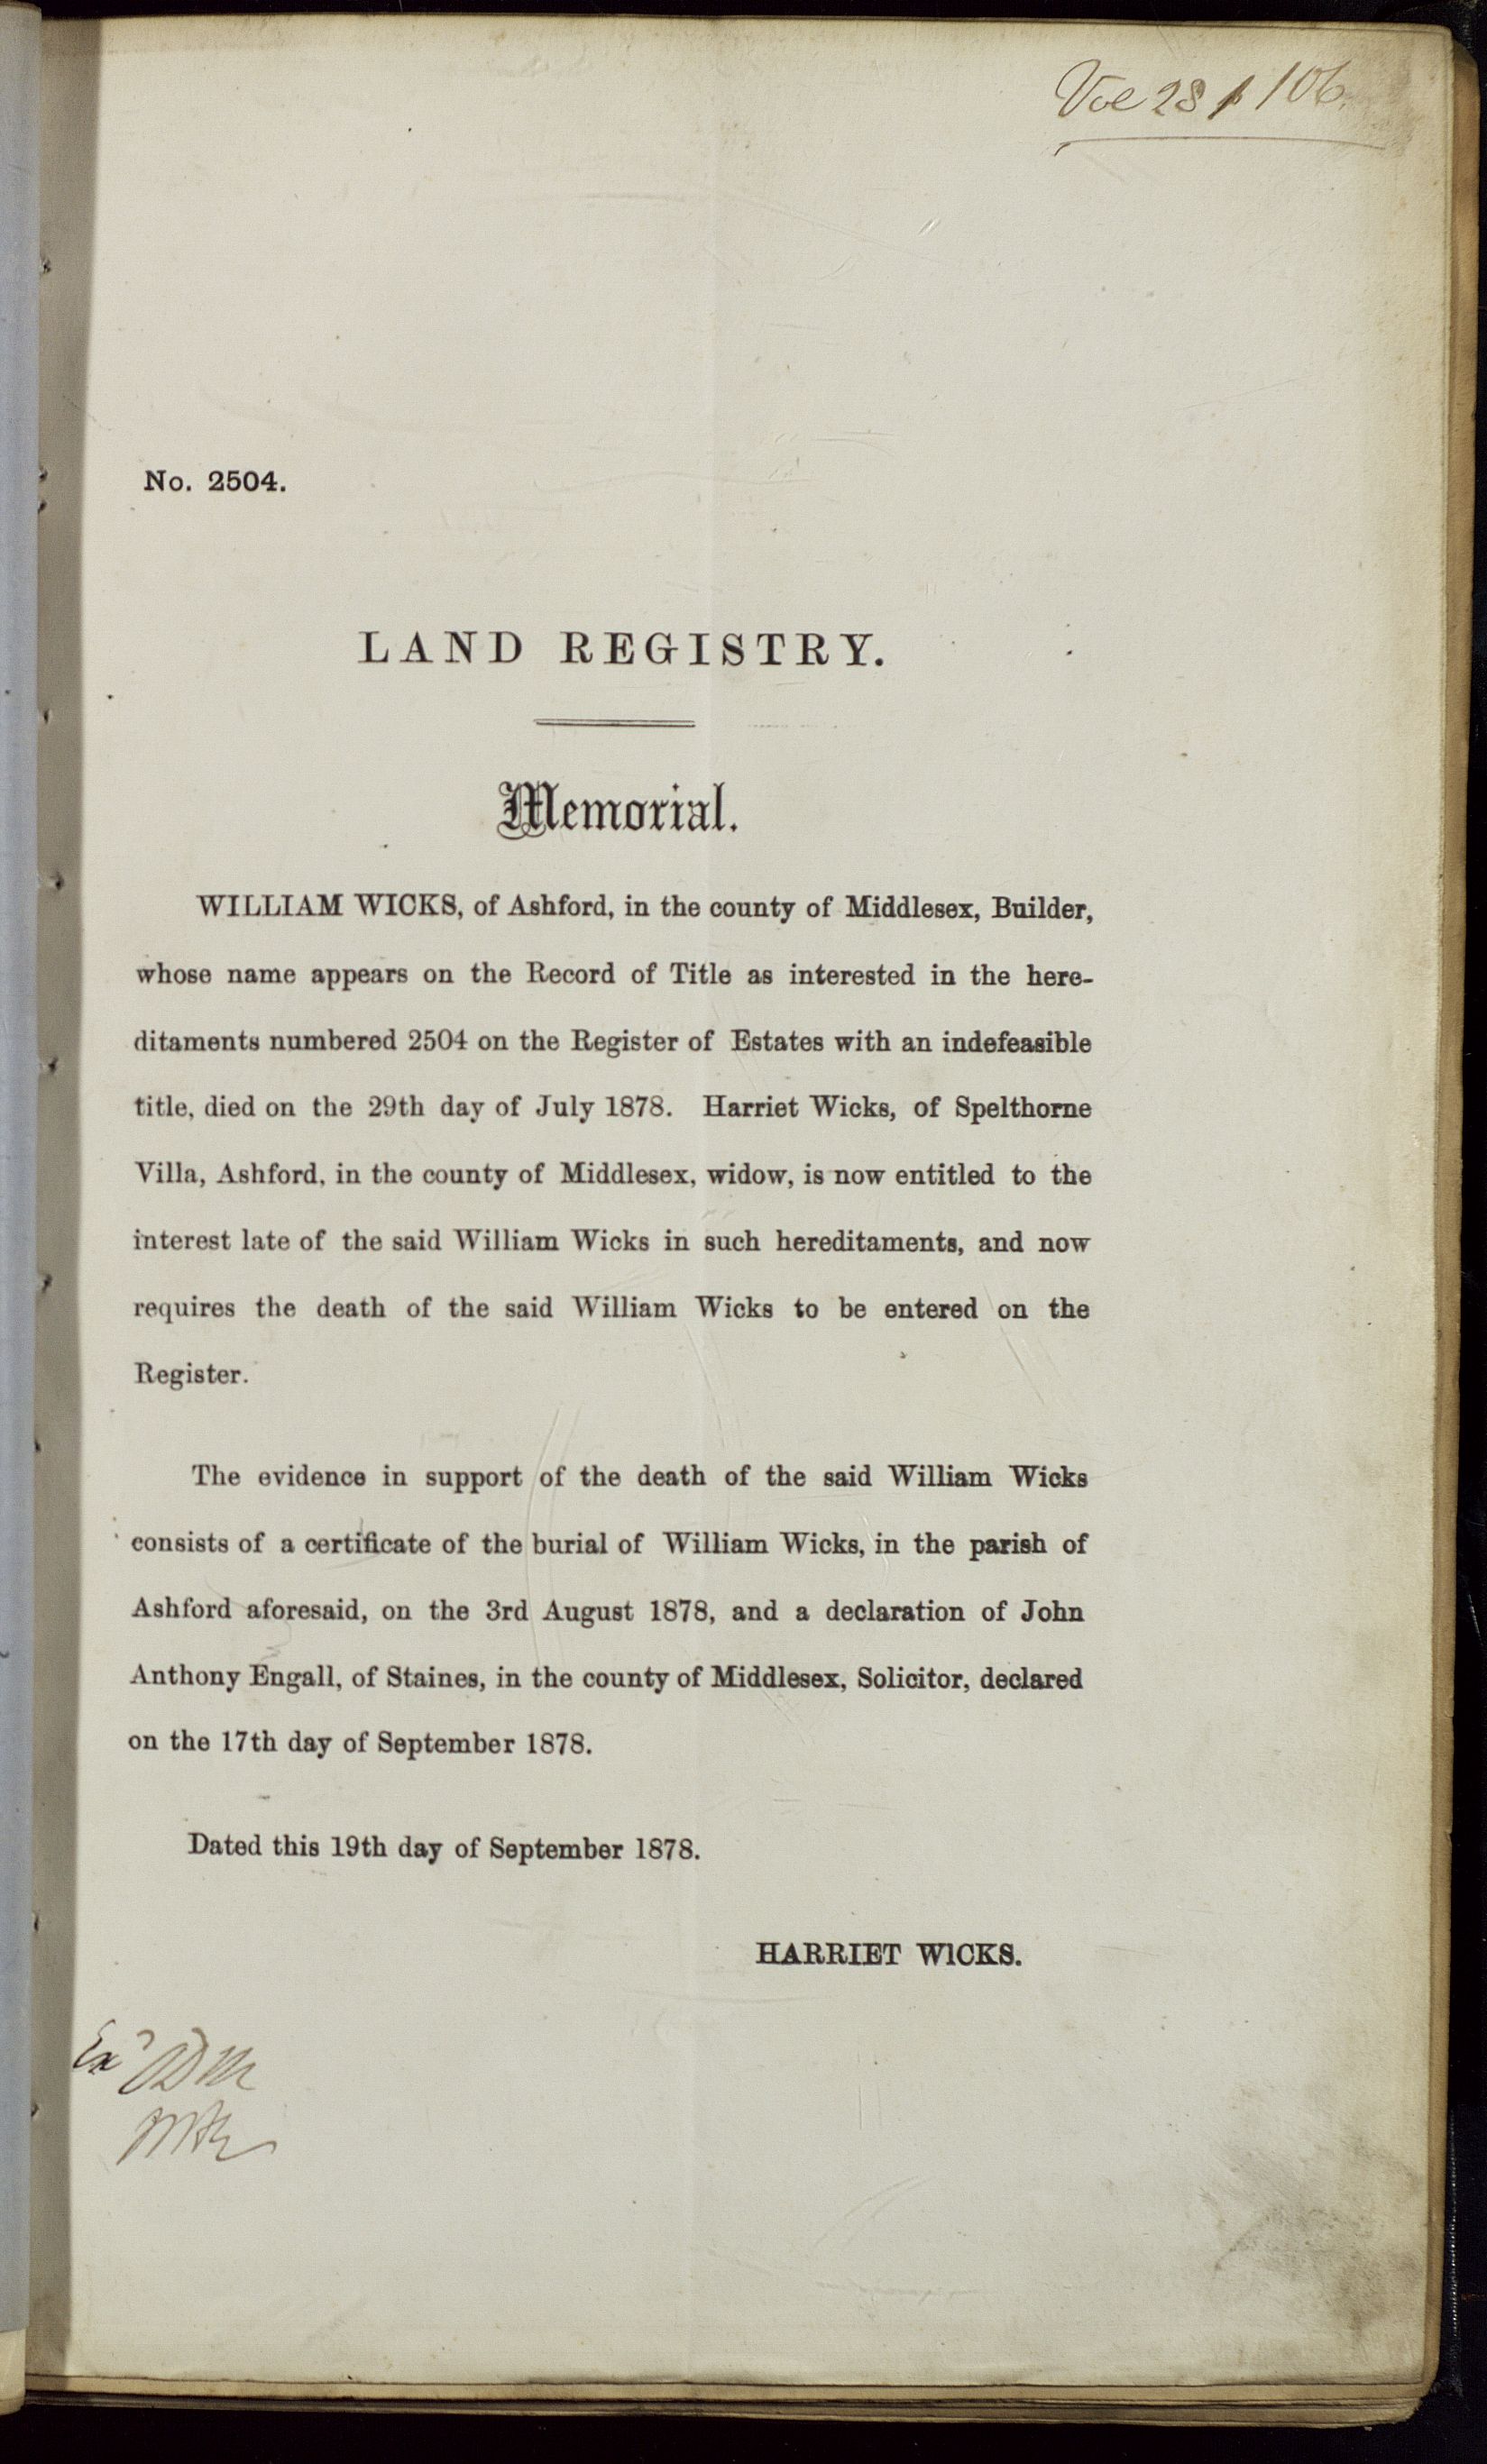 Vol 28 p 106.
No. 2504.
LAND REGISTRY.
Memorial.
WILLIAM WICKS, of Ashford, in the county of Middlesex, Builder,
whose name appears on the Record of Title as interested in the here-
ditaments numbered 2504 on the Register of Estates with an indefeasible
title, died on the 29th day of July 1878. Harriet Wicks, of Spelthorne
Villa, Ashford, in the county of Middlesex, widow, is now entitled to the
interest late of the said William Wicks in such hereditaments, and now
requires the death of the said William Wicks to be entered on the
Register.
The evidence in support of the death of the said William Wicks
consists of a certificate of the burial of William Wicks, in the parish of
Ashford aforesaid, on the 3rd August 1878, and a declaration of John
Anthony Engall, of Staines, in the county of Middlesex, Solicitor, declared
on the 17th day of September 1878.
Dated this 19th day of September 1878.
HARRIET WICKS.
Exd